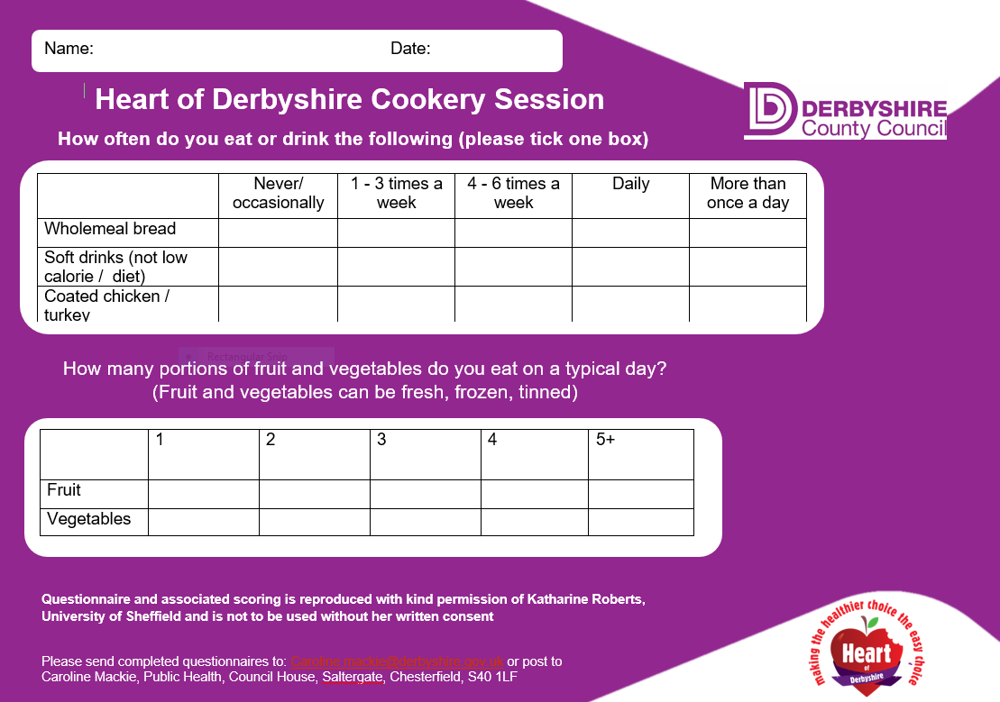 Name: Date:
Heart of Derbyshire Cookery Session
DERBYSHIRE
County Council
How often do you eat or drink the following (please tick one box)
Never/ occasionally 1 - 3 times a week 4 - 6 times a week Daily More than once a day
Wholemeal bread
Soft drinks (not low
calorie / diet)
Coated chicken /
turkey
Rectangular Snip
How many portions of fruit and vegetables do you eat on a typical day?
(Fruit and vegetables can be fresh, frozen, tinned)
1 2 3 4 5+
Fruit
Vegetables
Questionnaire and associated scoring is reproduced with kind permission of Katharine Roberts,
University of Sheffield and is not to be used without her written consent
Please send completed questionnaires to: Caroline.mackie@derbyshire.gov.uk or post to
Caroline Mackie, Public Health, Council House, Saltergate, Chesterfield, S40 1LF
making the healthier choice the easy choice
Heart
of
Derbyshire